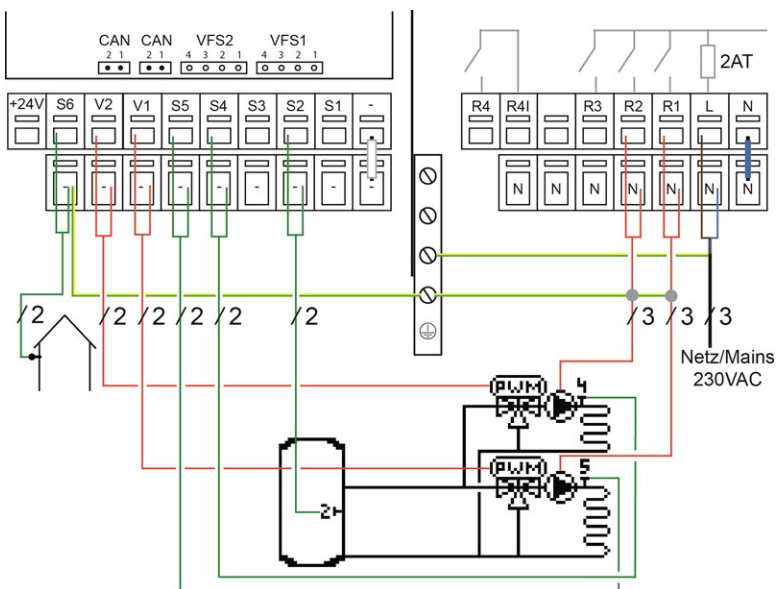 CAN CAN VFS2 VFS1
2 1 2 1 4 3 2 1 4 3 2 1
2AT
+24V S6 V2 V1 S5 S4 S3 S2 S1 -
R4 R4I R3 R2 R1 L N
- - - - - - - - -
N N N N N N N
/2 /2 /2 /2 /2 /2
/3 /3 /3
Netz/Mains
230VAC
PWM 4
PWM 5
2